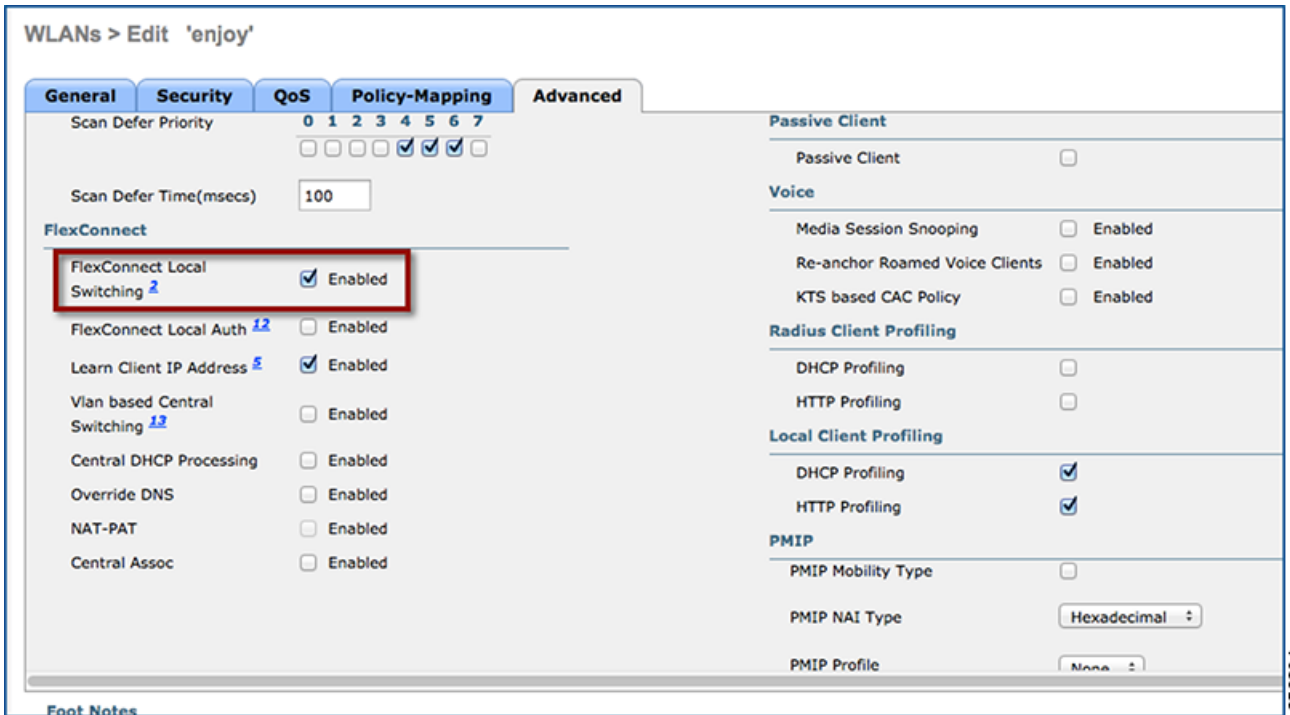 WLANs > Edit 'enjoy'
General Security QoS Policy-Mapping Advanced
Scan Defer Priority
0 1 2 3 4 5 6 7
Scan Defer Time(msecs) 100
FlexConnect
FlexConnect Local
Switching 2 Enabled
FlexConnect Local Auth 12 Enabled
Learn Client IP Address 5 Enabled
Vlan based Central
Switching 13 Enabled
Central DHCP Processing Enabled
Override DNS Enabled
NAT-PAT Enabled
Central Assoc Enabled
Passive Client
Passive Client
Voice
Media Session Snooping Enabled
Re-anchor Roamed Voice Clients Enabled
KTS based CAC Policy Enabled
Radius Client Profiling
DHCP Profiling
HTTP Profiling
Local Client Profiling
DHCP Profiling
HTTP Profiling
PMIP
PMIP Mobility Type
PMIP NAI Type Hexadecimal
PMIP Profile None
Foot Notes